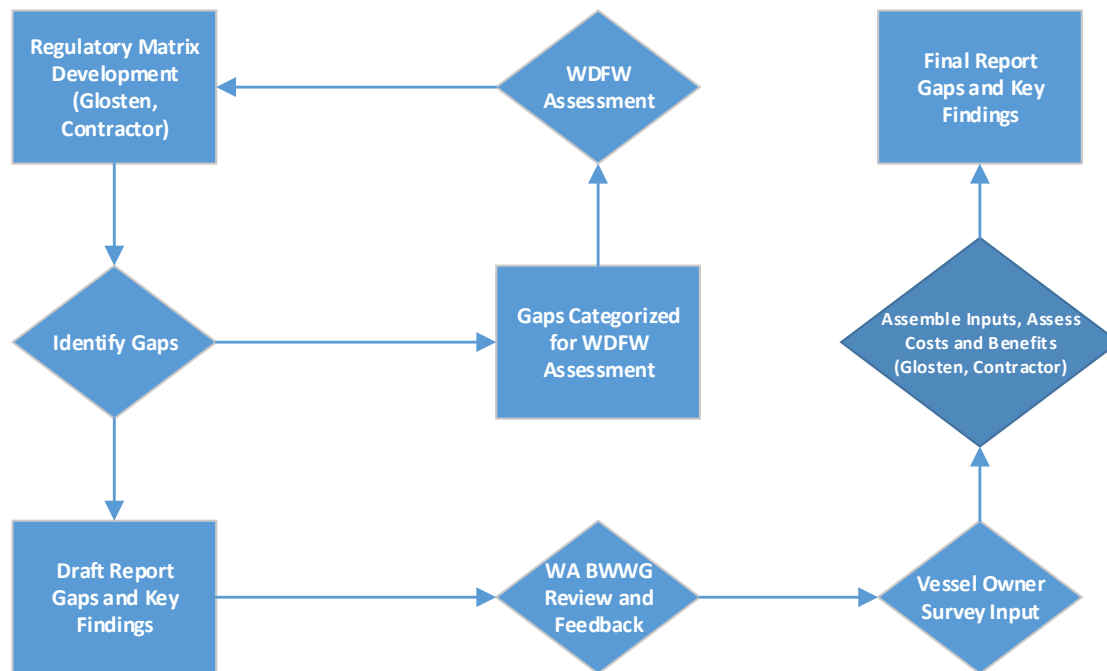 Regulatory Matrix
Development
(Glosten,
Contractor)
WDFW
Assessment
Final Report
Gaps and Key
Findings
Identify Gaps
Gaps Categorized
for WDFW
Assessment
Assemble Inputs, Assess
Costs and Benefits
(Glosten, Contractor)
Draft Report
Gaps and Key
Findings
WA BWWG
Review and
Feedback
Vessel Owner
Survey Input